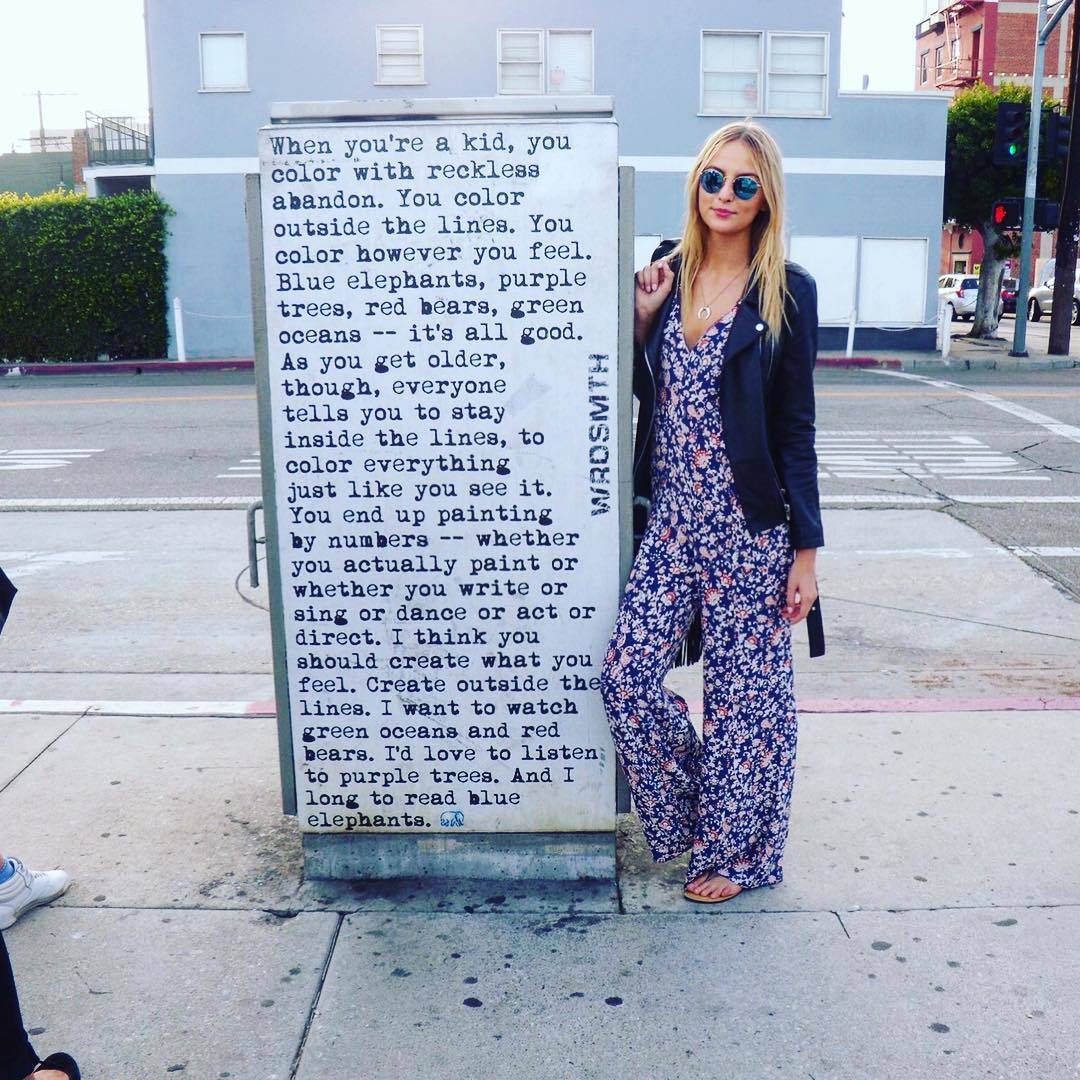 When you're a kid, you
color with reckless
abandon. You color
outside the lines. You
color however you feel.
Blue elephants, purple
trees, red bears, green
oceans -- it's all good.
As you get older,
though, everyone
tells you to stay
inside the lines, to
color everything
just like you see it.
You end up painting
by numbers -- whether
you actually paint or
whether you write or
sing or dance or act or
direct. I think you
should create what you
feel. Create outside the
lines. I want to watch
green oceans and red
bears. I'd love to listen
to purple trees. And I
long to read blue
elephants.
WRDSMTH